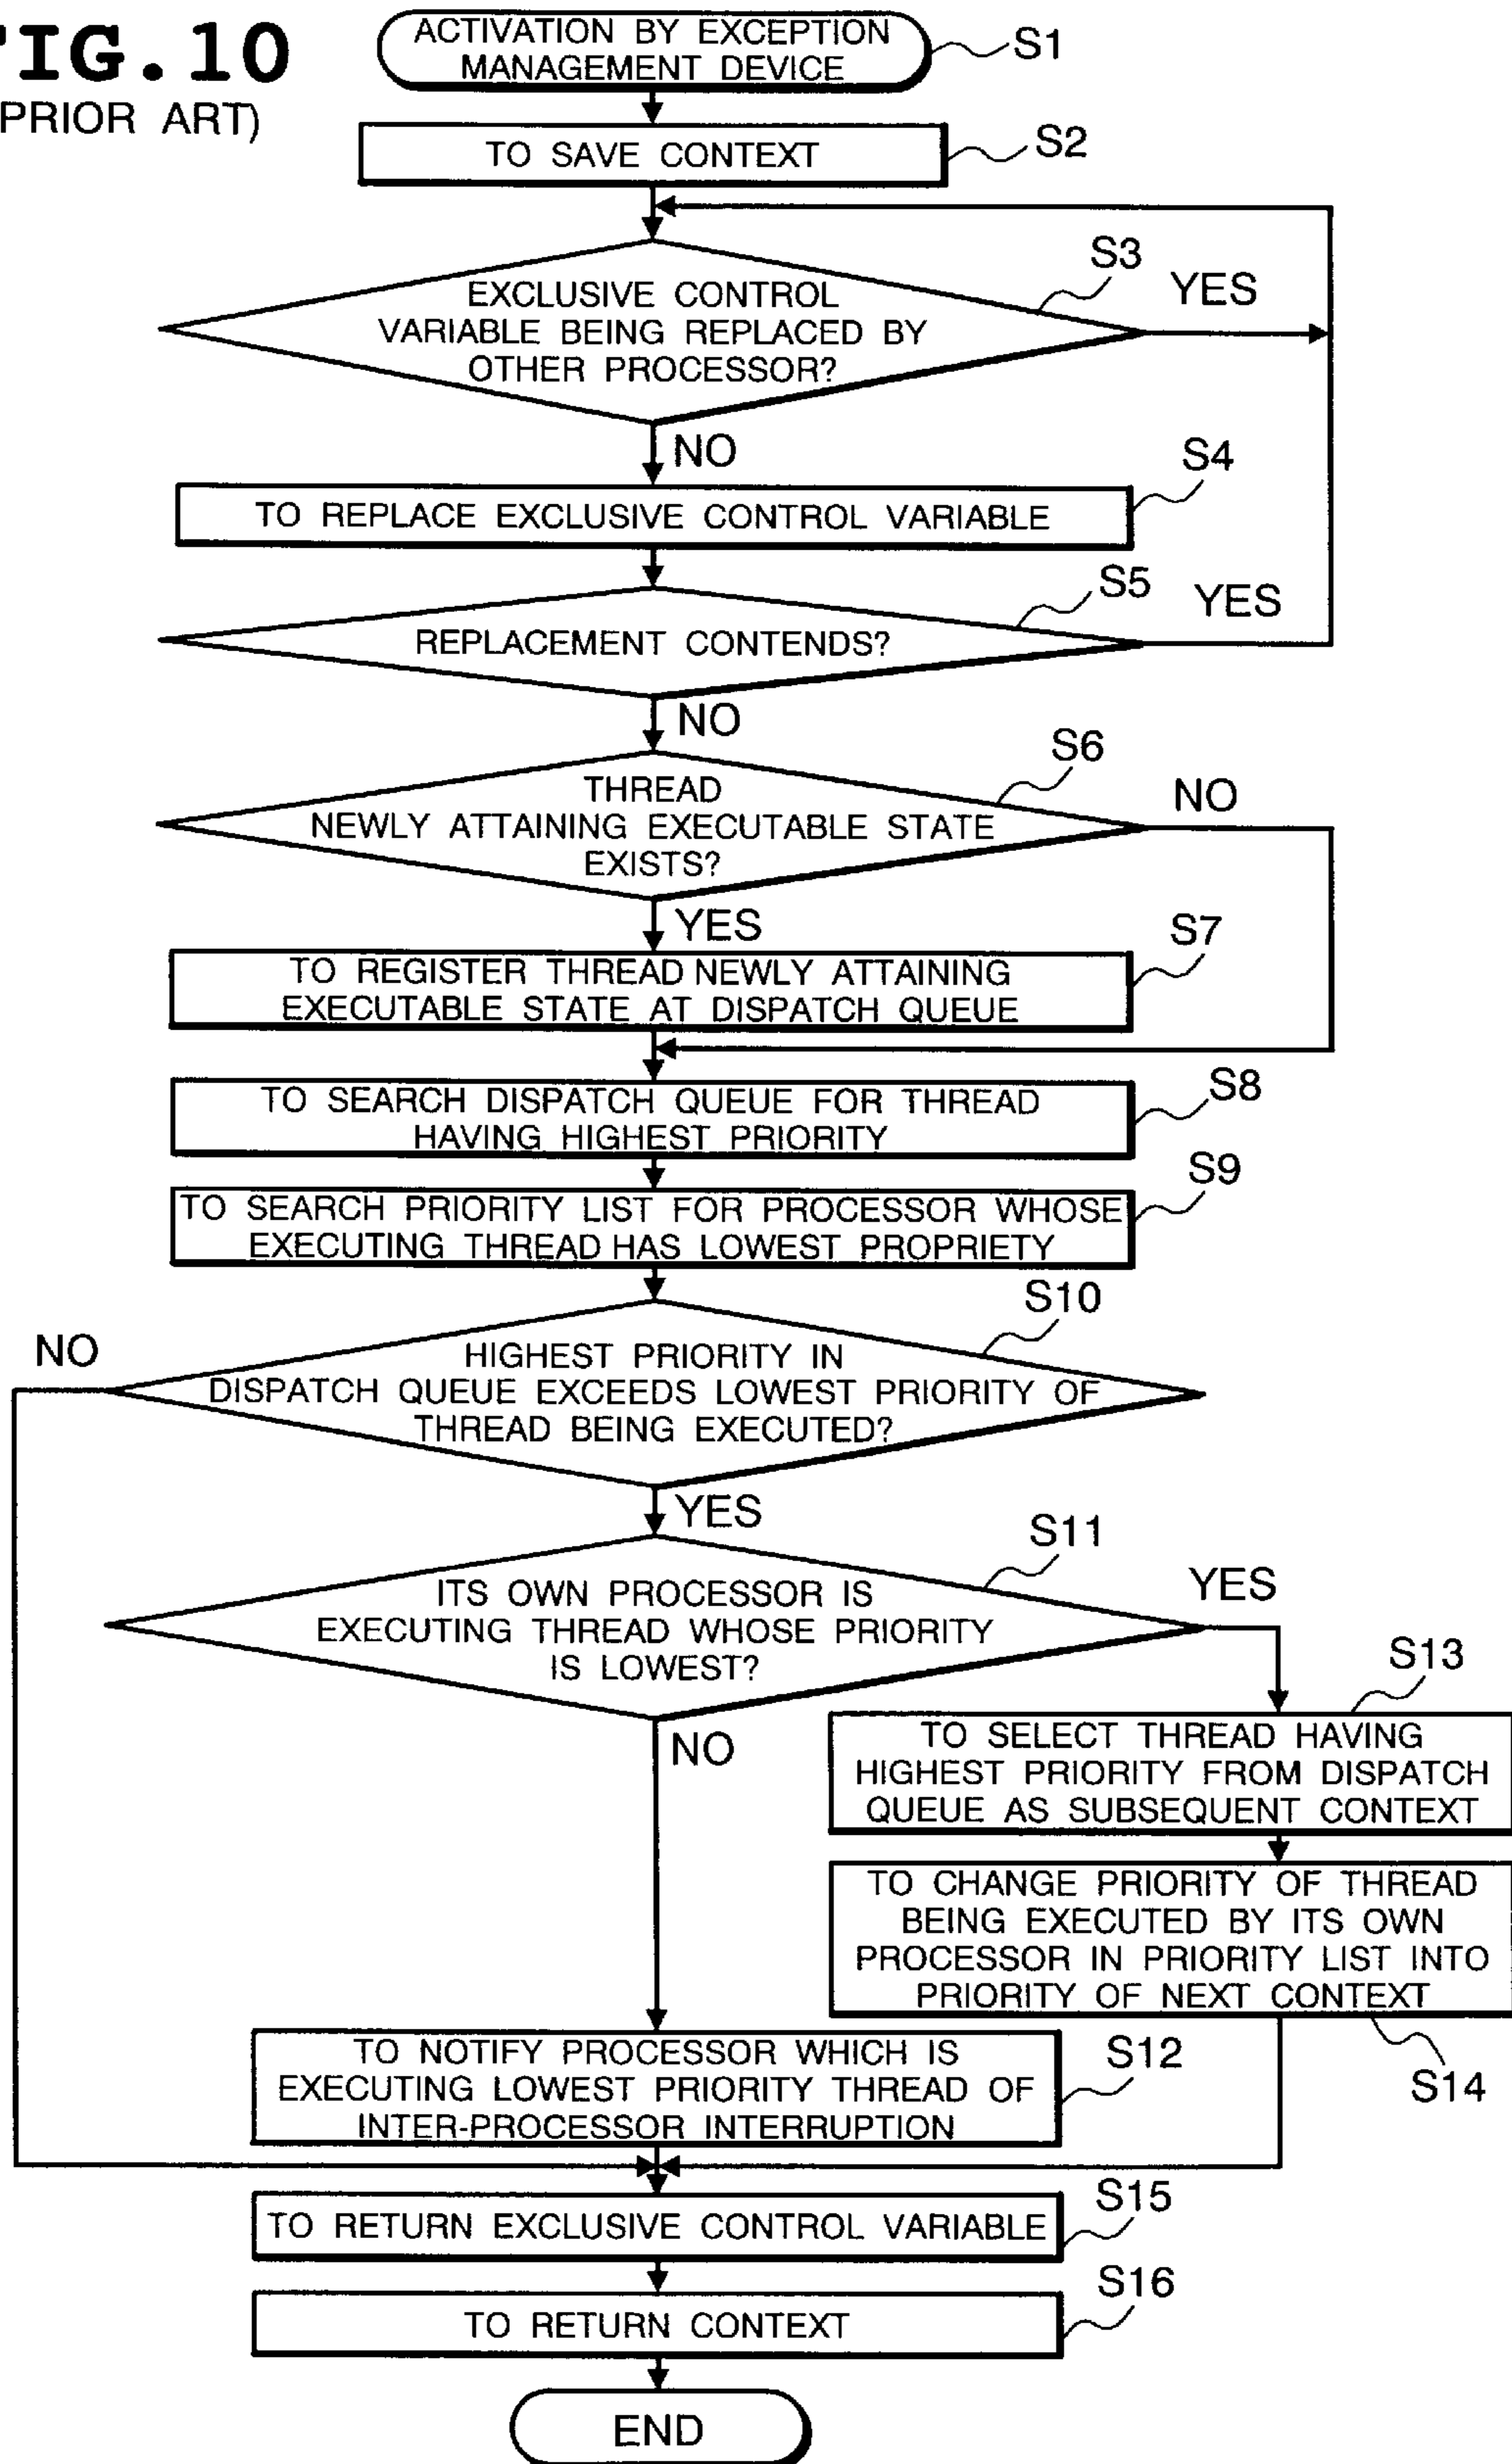 FIG.10
(PRIOR ART)
ACTIVATION BY EXCEPTION
MANAGEMENT DEVICE
S1
TO SAVE CONTEXT
S2
EXCLUSIVE CONTROL
VARIABLE BEING REPLACED BY
OTHER PROCESSOR?
S3
YES
NO
TO REPLACE EXCLUSIVE CONTROL VARIABLE
S4
REPLACEMENT CONTENDS?
S5
YES
NO
THREAD
NEWLY ATTAINING EXECUTABLE STATE
EXISTS?
S6
NO
YES
TO REGISTER THREAD NEWLY ATTAINING
EXECUTABLE STATE AT DISPATCH QUEUE
S7
TO SEARCH DISPATCH QUEUE FOR THREAD
HAVING HIGHEST PRIORITY
S8
TO SEARCH PRIORITY LIST FOR PROCESSOR WHOSE
EXECUTING THREAD HAS LOWEST PROPRIETY
S9
HIGHEST PRIORITY IN
DISPATCH QUEUE EXCEEDS LOWEST PRIORITY OF
THREAD BEING EXECUTED?
S10
NO
YES
ITS OWN PROCESSOR IS
EXECUTING THREAD WHOSE PRIORITY
IS LOWEST?
S11
YES
NO
TO SELECT THREAD HAVING
HIGHEST PRIORITY FROM DISPATCH
QUEUE AS SUBSEQUENT CONTEXT
S13
TO CHANGE PRIORITY OF THREAD
BEING EXECUTED BY ITS OWN
PROCESSOR IN PRIORITY LIST INTO
PRIORITY OF NEXT CONTEXT
S14
TO NOTIFY PROCESSOR WHICH IS
EXECUTING LOWEST PRIORITY THREAD OF
INTER-PROCESSOR INTERRUPTION
S12
TO RETURN EXCLUSIVE CONTROL VARIABLE
S15
TO RETURN CONTEXT
S16
END